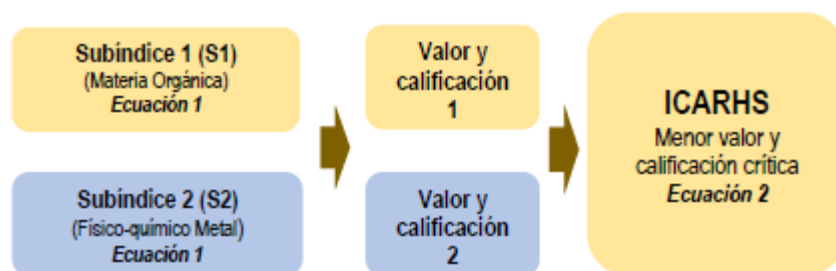 Subíndice 1 (S1)
(Materia Orgánica)
Ecuación 1
Valor y
calificación
1
Subíndice 2 (S2)
(Físico-químico Metal)
Ecuación 1
Valor y
calificación
2
ICARHS
Menor valor y
calificación crítica
Ecuación 2